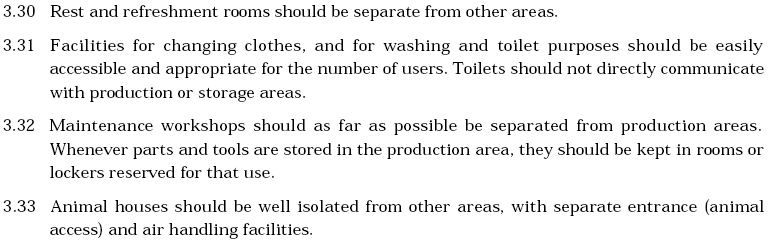 3.30 Rest and refreshment rooms should be separate from other areas.
3.31 Facilities for changing clothes, and for washing and toilet purposes should be easily
accessible and appropriate for the number of users. Toilets should not directly communicate
with production or storage areas.
3.32 Maintenance workshops should as far as possible be separated from production areas.
Whenever parts and tools are stored in the production area, they should be kept in rooms or
lockers reserved for that use.
3.33 Animal houses should be well isolated from other areas, with separate entrance (animal
access) and air handling facilities.